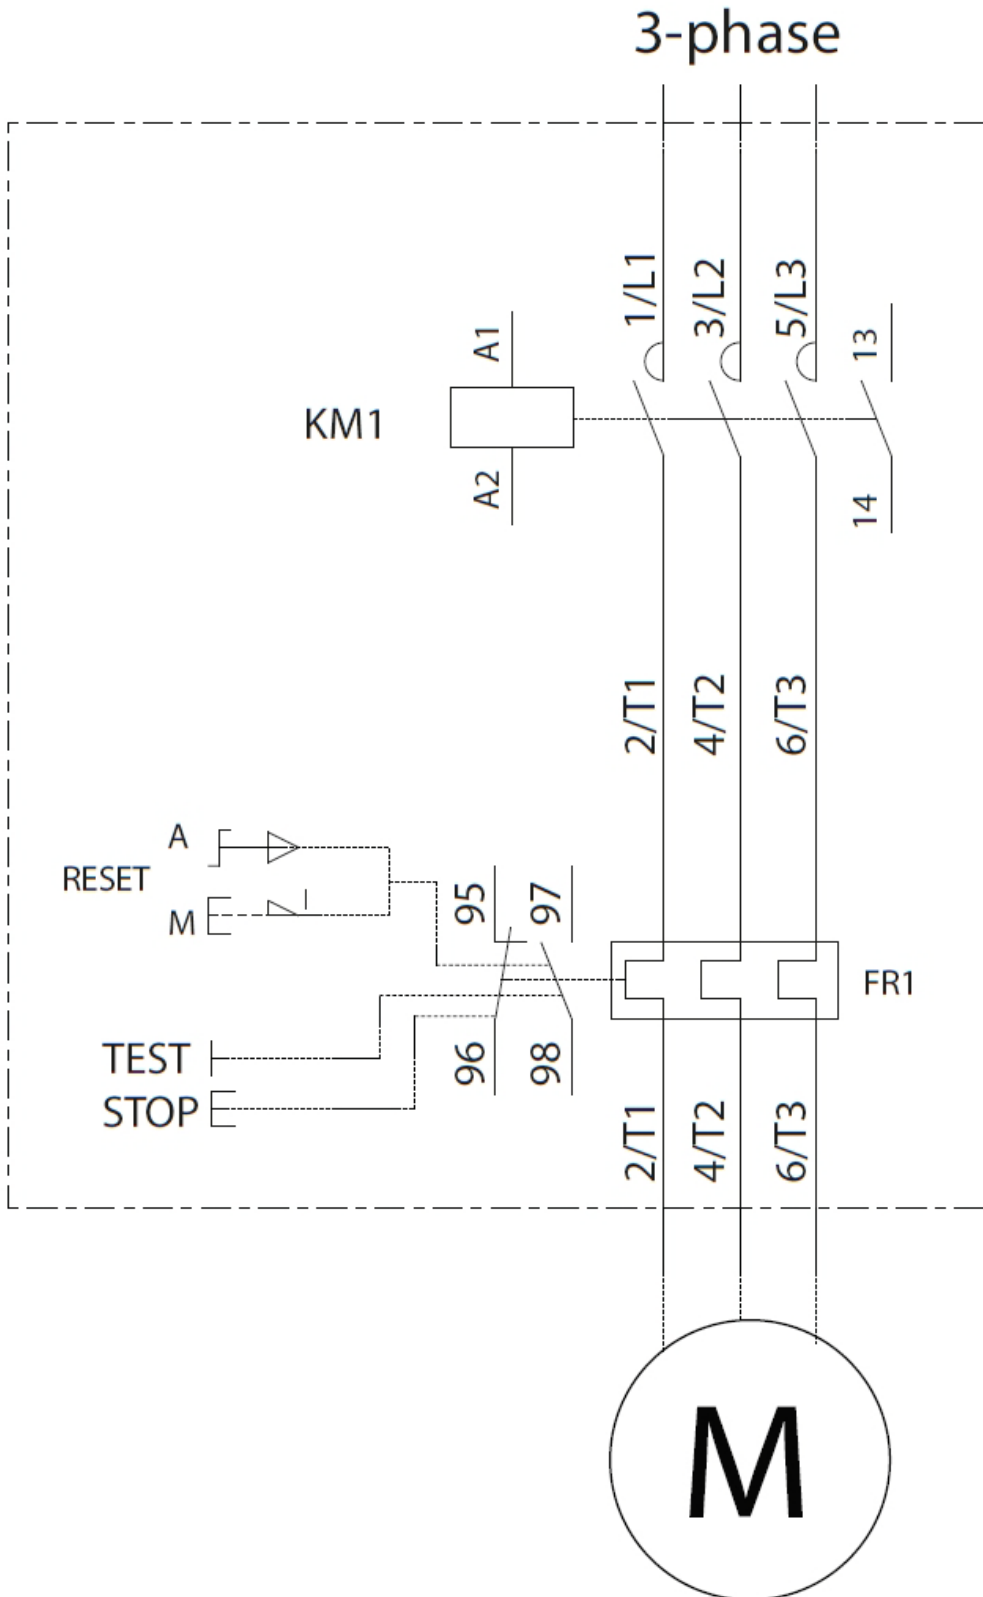 3-phase
1/L1
3/L2
5/L3
13
A1
KM1
A2
14
2/T1
4/T2
6/T3
A
RESET
M
95
97
FR1
TEST
STOP
96
98
2/T1
4/T2
6/T3
M